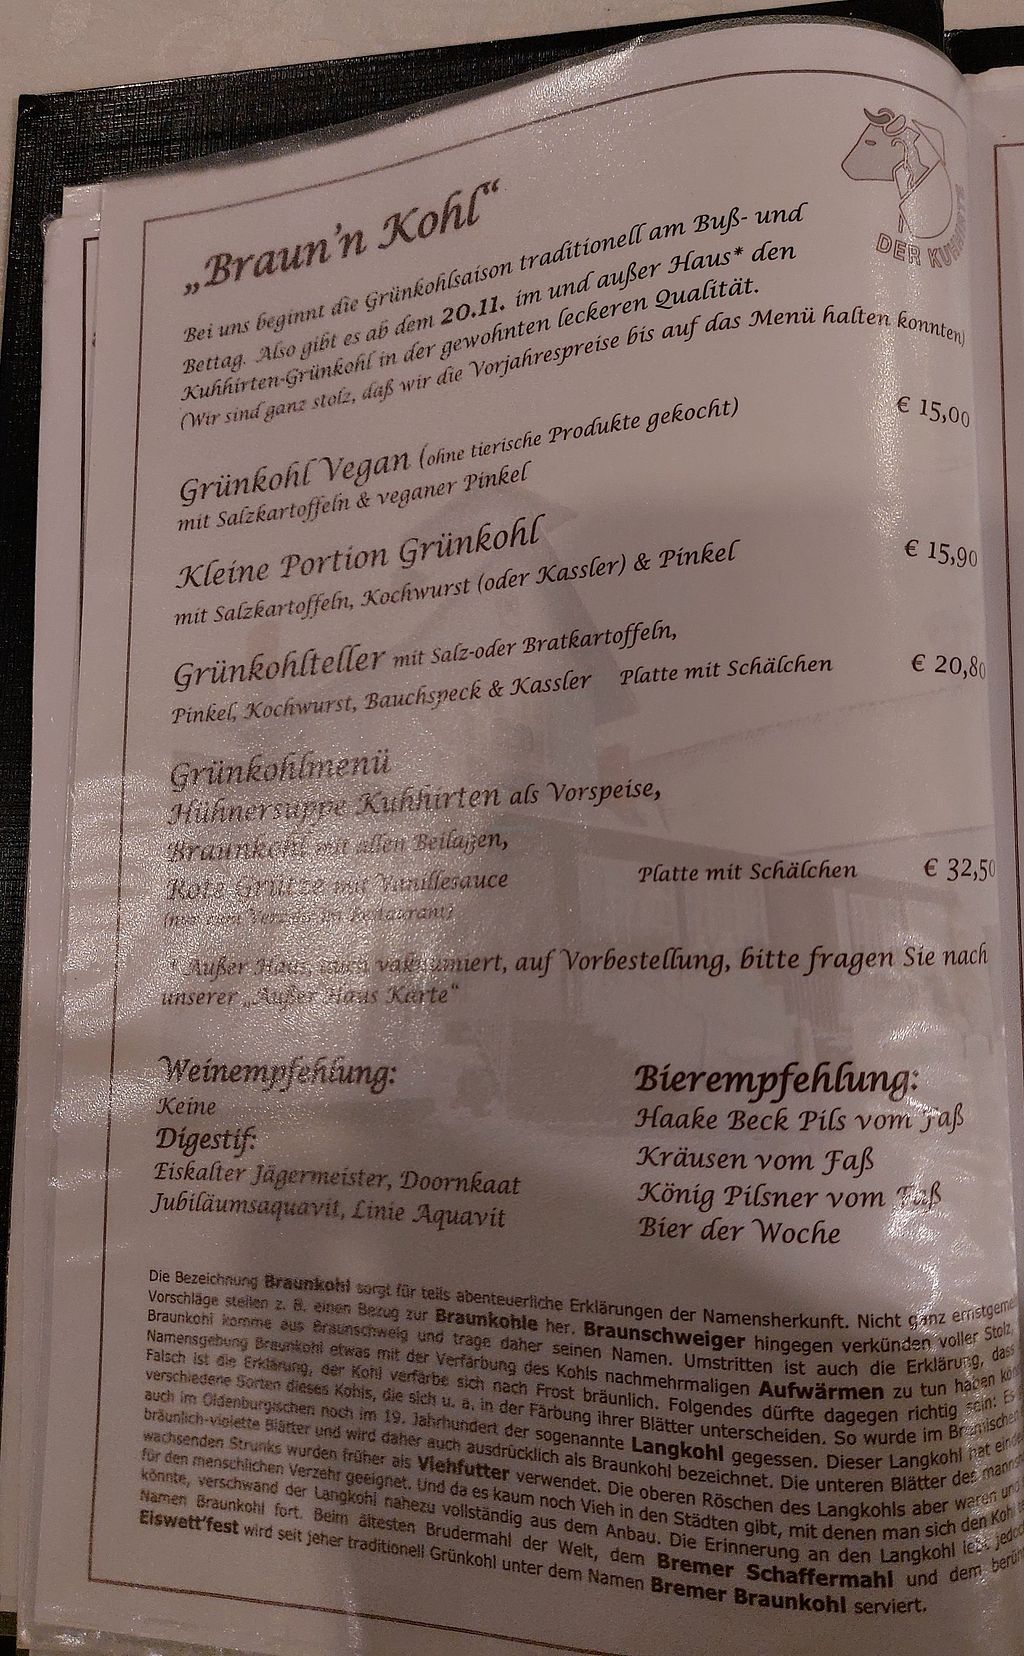 „Braun'n Kohl“
DER KUHHIRTE
Bei uns beginnt die Grünkohlsaison traditionell am Buß- und
Bettag. Also gibt es ab dem 20.11. im und außer Haus* den
Kuhhirten-Grünkohl in der gewohnten leckeren Qualität.
(Wir sind ganz stolz, daß wir die Vorjahrespreise bis auf das Menü halten konnten)
Grünkohl Vegan (ohne tierische Produkte gekocht) € 15,00
mit Salzkartoffeln & veganer Pinkel
Kleine Portion Grünkohl
mit Salzkartoffeln, Kochwurst (oder Kassler) & Pinkel € 15,90
Grünkohlteller mit Salz-oder Bratkartoffeln,
Pinkel, Kochwurst, Bauchspeck & Kassler Platte mit Schälchen € 20,80
Grünkohlmenü
Hühnersuppe Kuhhirten als Vorspeise,
Braunkohl mit allen Beilagen,
Rote Grütze mit Vanillesauce Platte mit Schälchen € 32,50
(nur zum Verzehr im Restaurant)
* Außer Haus, auch vakuumiert, auf Vorbestellung, bitte fragen Sie nach
unserer „Außer Haus Karte“
Weinempfehlung:
Keine
Digestif:
Eiskalter Jägermeister, Doornkaat
Jubiläumsaquavit, Linie Aquavit
Bierempfehlung:
Haake Beck Pils vom Faß
Kräusen vom Faß
König Pilsner vom Faß
Bier der Woche
Die Bezeichnung Braunkohl sorgt für teils abenteuerliche Erklärungen der Namensherkunft. Nicht ganz
Vorschläge stellen z. B. einen Bezug zur Braunkohle her. Braunschweiger hingegen verkünden voller Stolz,
Braunkohl komme aus Braunschweig und trage daher seinen Namen. Umstritten ist auch die Erklärung, dass
Namensgebung Braunkohl etwas mit der Verfärbung des Kohls nachmehrmaligen Aufwärmen zu tun haben
Falsch ist die Erklärung, der Kohl verfärbe sich nach Frost bräunlich. Folgendes dürfte dagegen richtig sein: Es
verschiedene Sorten dieses Kohls, die sich u. a. in der Färbung ihrer Blätter unterscheiden. So wurde im Bremischen
auch im Oldenburgischen noch im 19. Jahrhundert der sogenannte Langkohl gegessen. Dieser Langkohl hat
bräunlich-violette Blätter und wird daher auch ausdrücklich als Braunkohl bezeichnet. Die unteren Blätter des
wachsenden Strunks wurden früher als Viehfutter verwendet. Die oberen Röschen des Langkohls aber waren
für den menschlichen Verzehr geeignet. Und da es kaum noch Vieh in den Städten gibt, mit denen man sich den Kohl
könnte, verschwand der Langkohl nahezu vollständig aus dem Anbau. Die Erinnerung an den Langkohl lebt
Namen Braunkohl fort. Beim ältesten Brudermahl der Welt, dem Bremer Schaffermahl und dem
Eiswett'fest wird seit jeher traditionell Grünkohl unter dem Namen Bremer Braunkohl serviert.